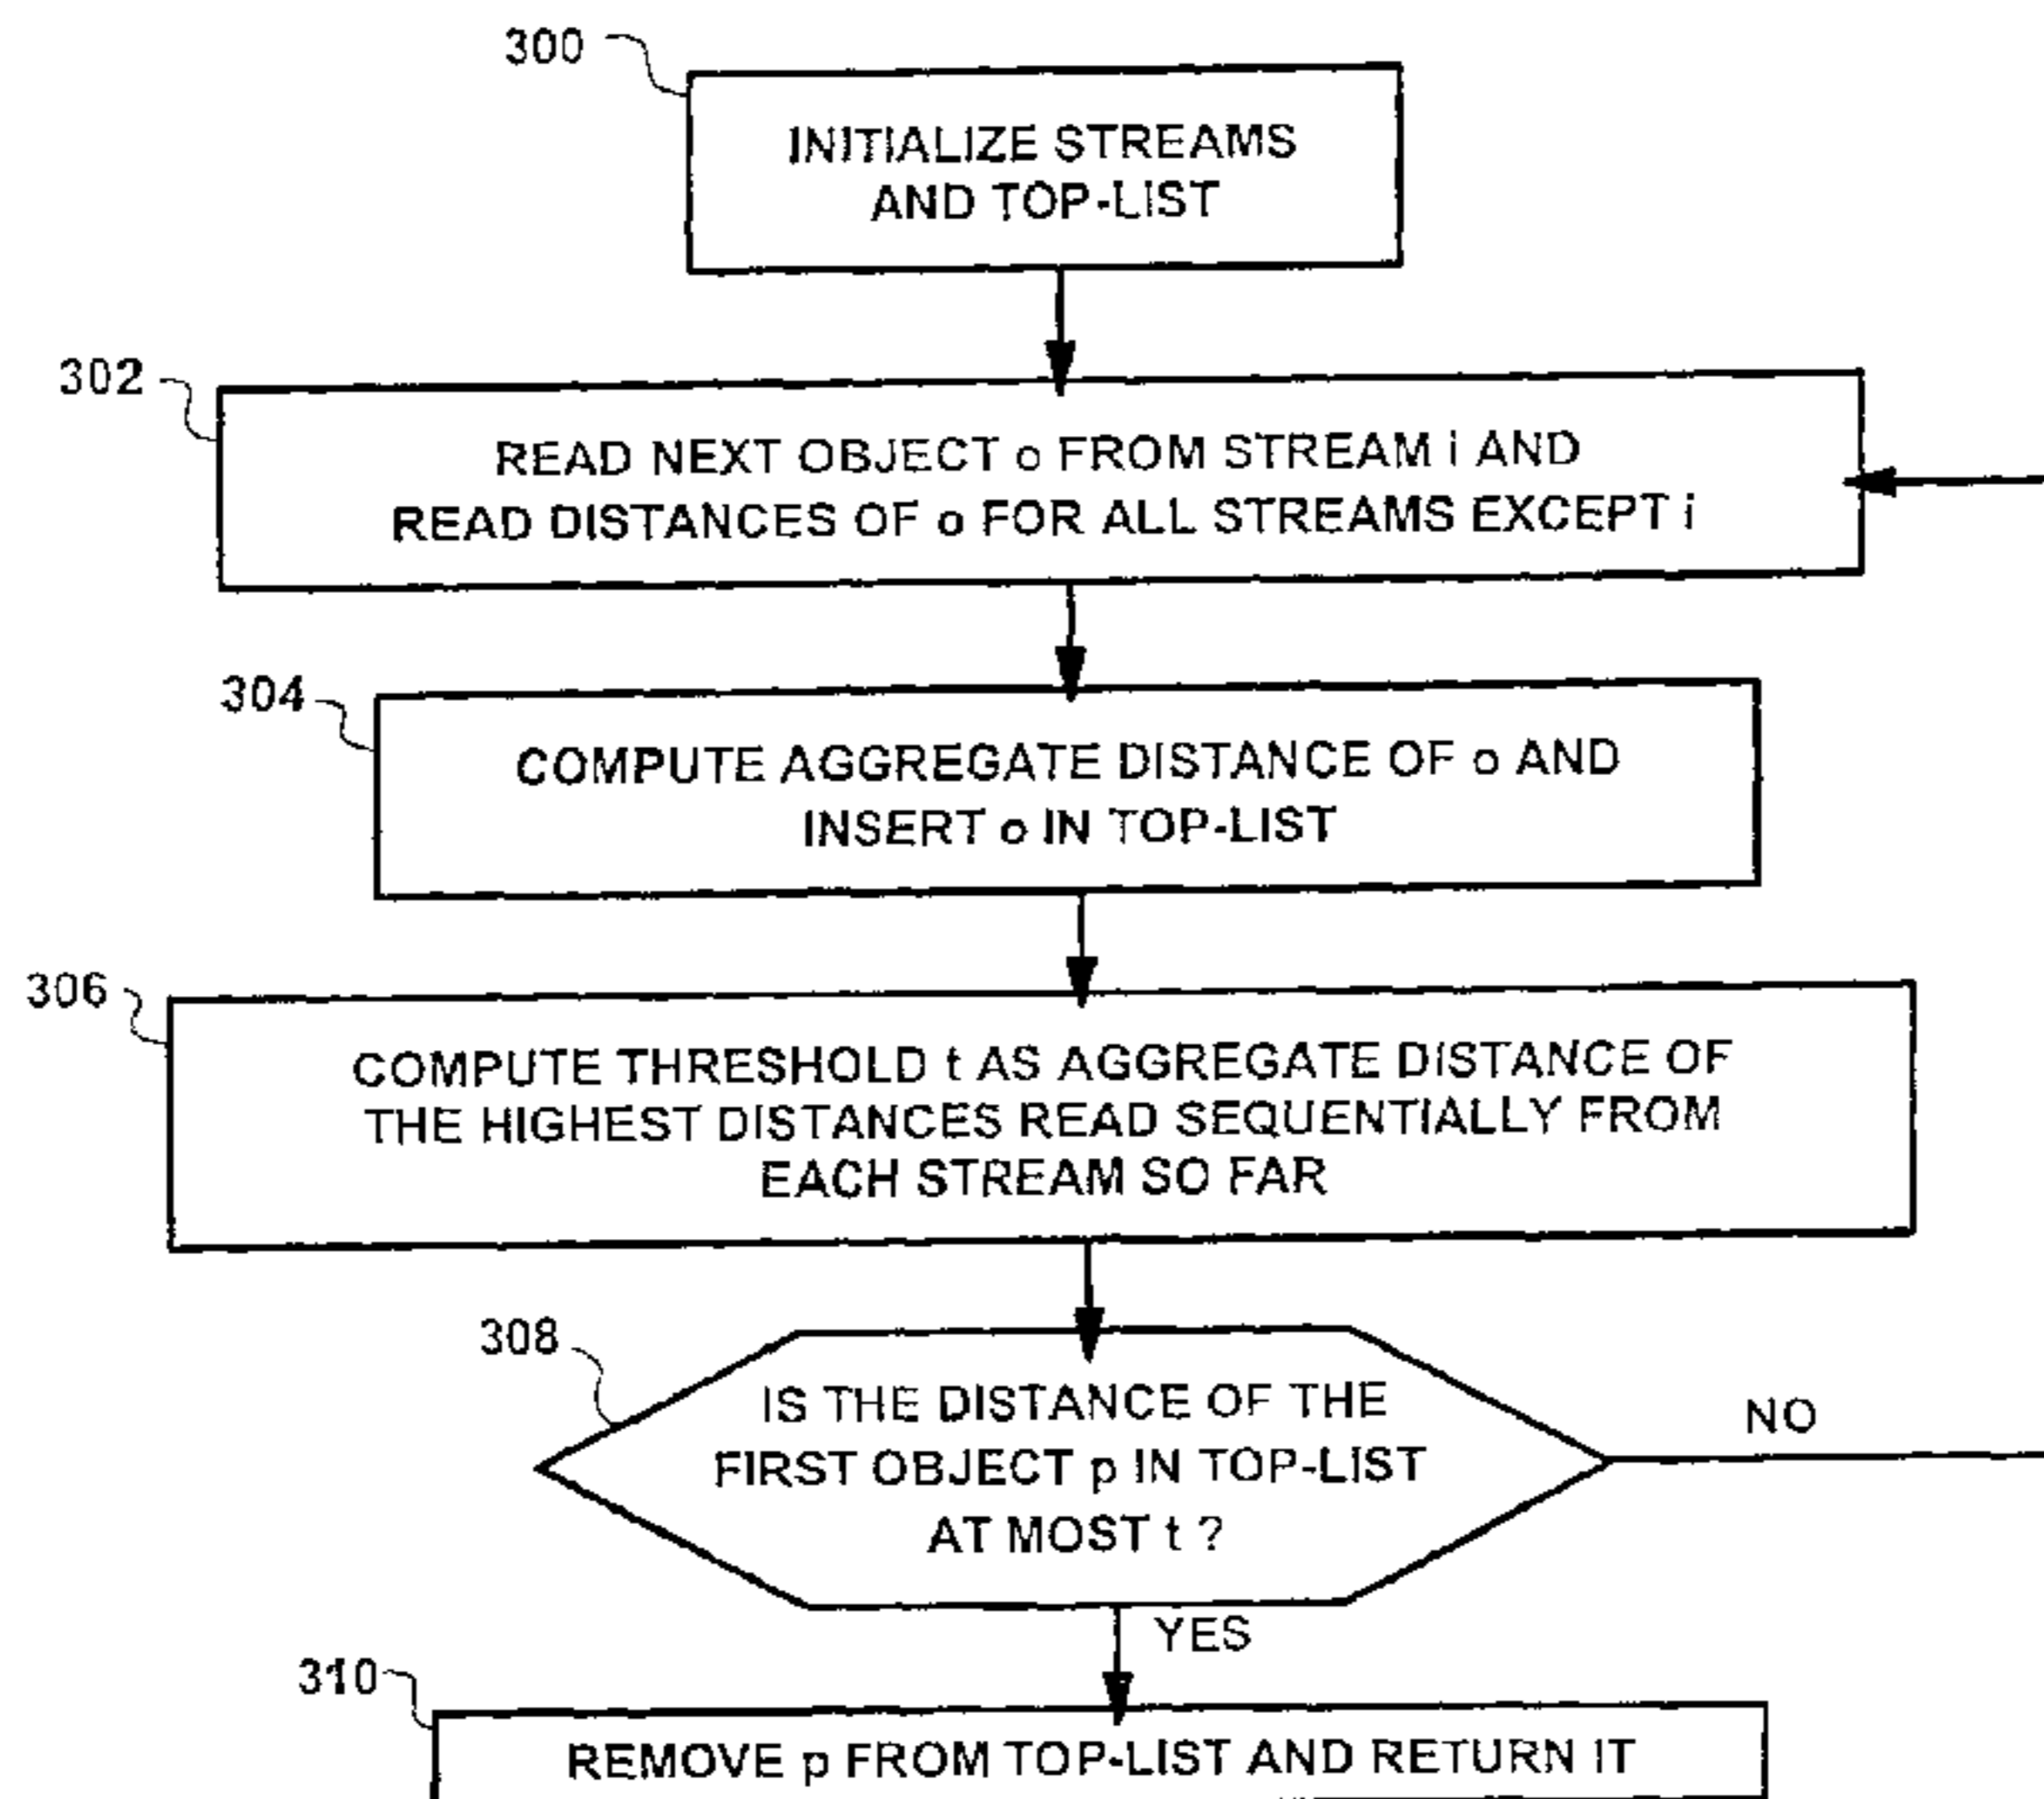 300
INITIALIZE STREAMS
AND TOP-LIST
302
READ NEXT OBJECT o FROM STREAM i AND
READ DISTANCES OF o FOR ALL STREAMS EXCEPT i
304
COMPUTE AGGREGATE DISTANCE OF o AND
INSERT o IN TOP-LIST
306
COMPUTE THRESHOLD t AS AGGREGATE DISTANCE OF
THE HIGHEST DISTANCES READ SEQUENTIALLY FROM
EACH STREAM SO FAR
308
IS THE DISTANCE OF THE
FIRST OBJECT p IN TOP-LIST
AT MOST t ?
NO
YES
310
REMOVE p FROM TOP-LIST AND RETURN IT